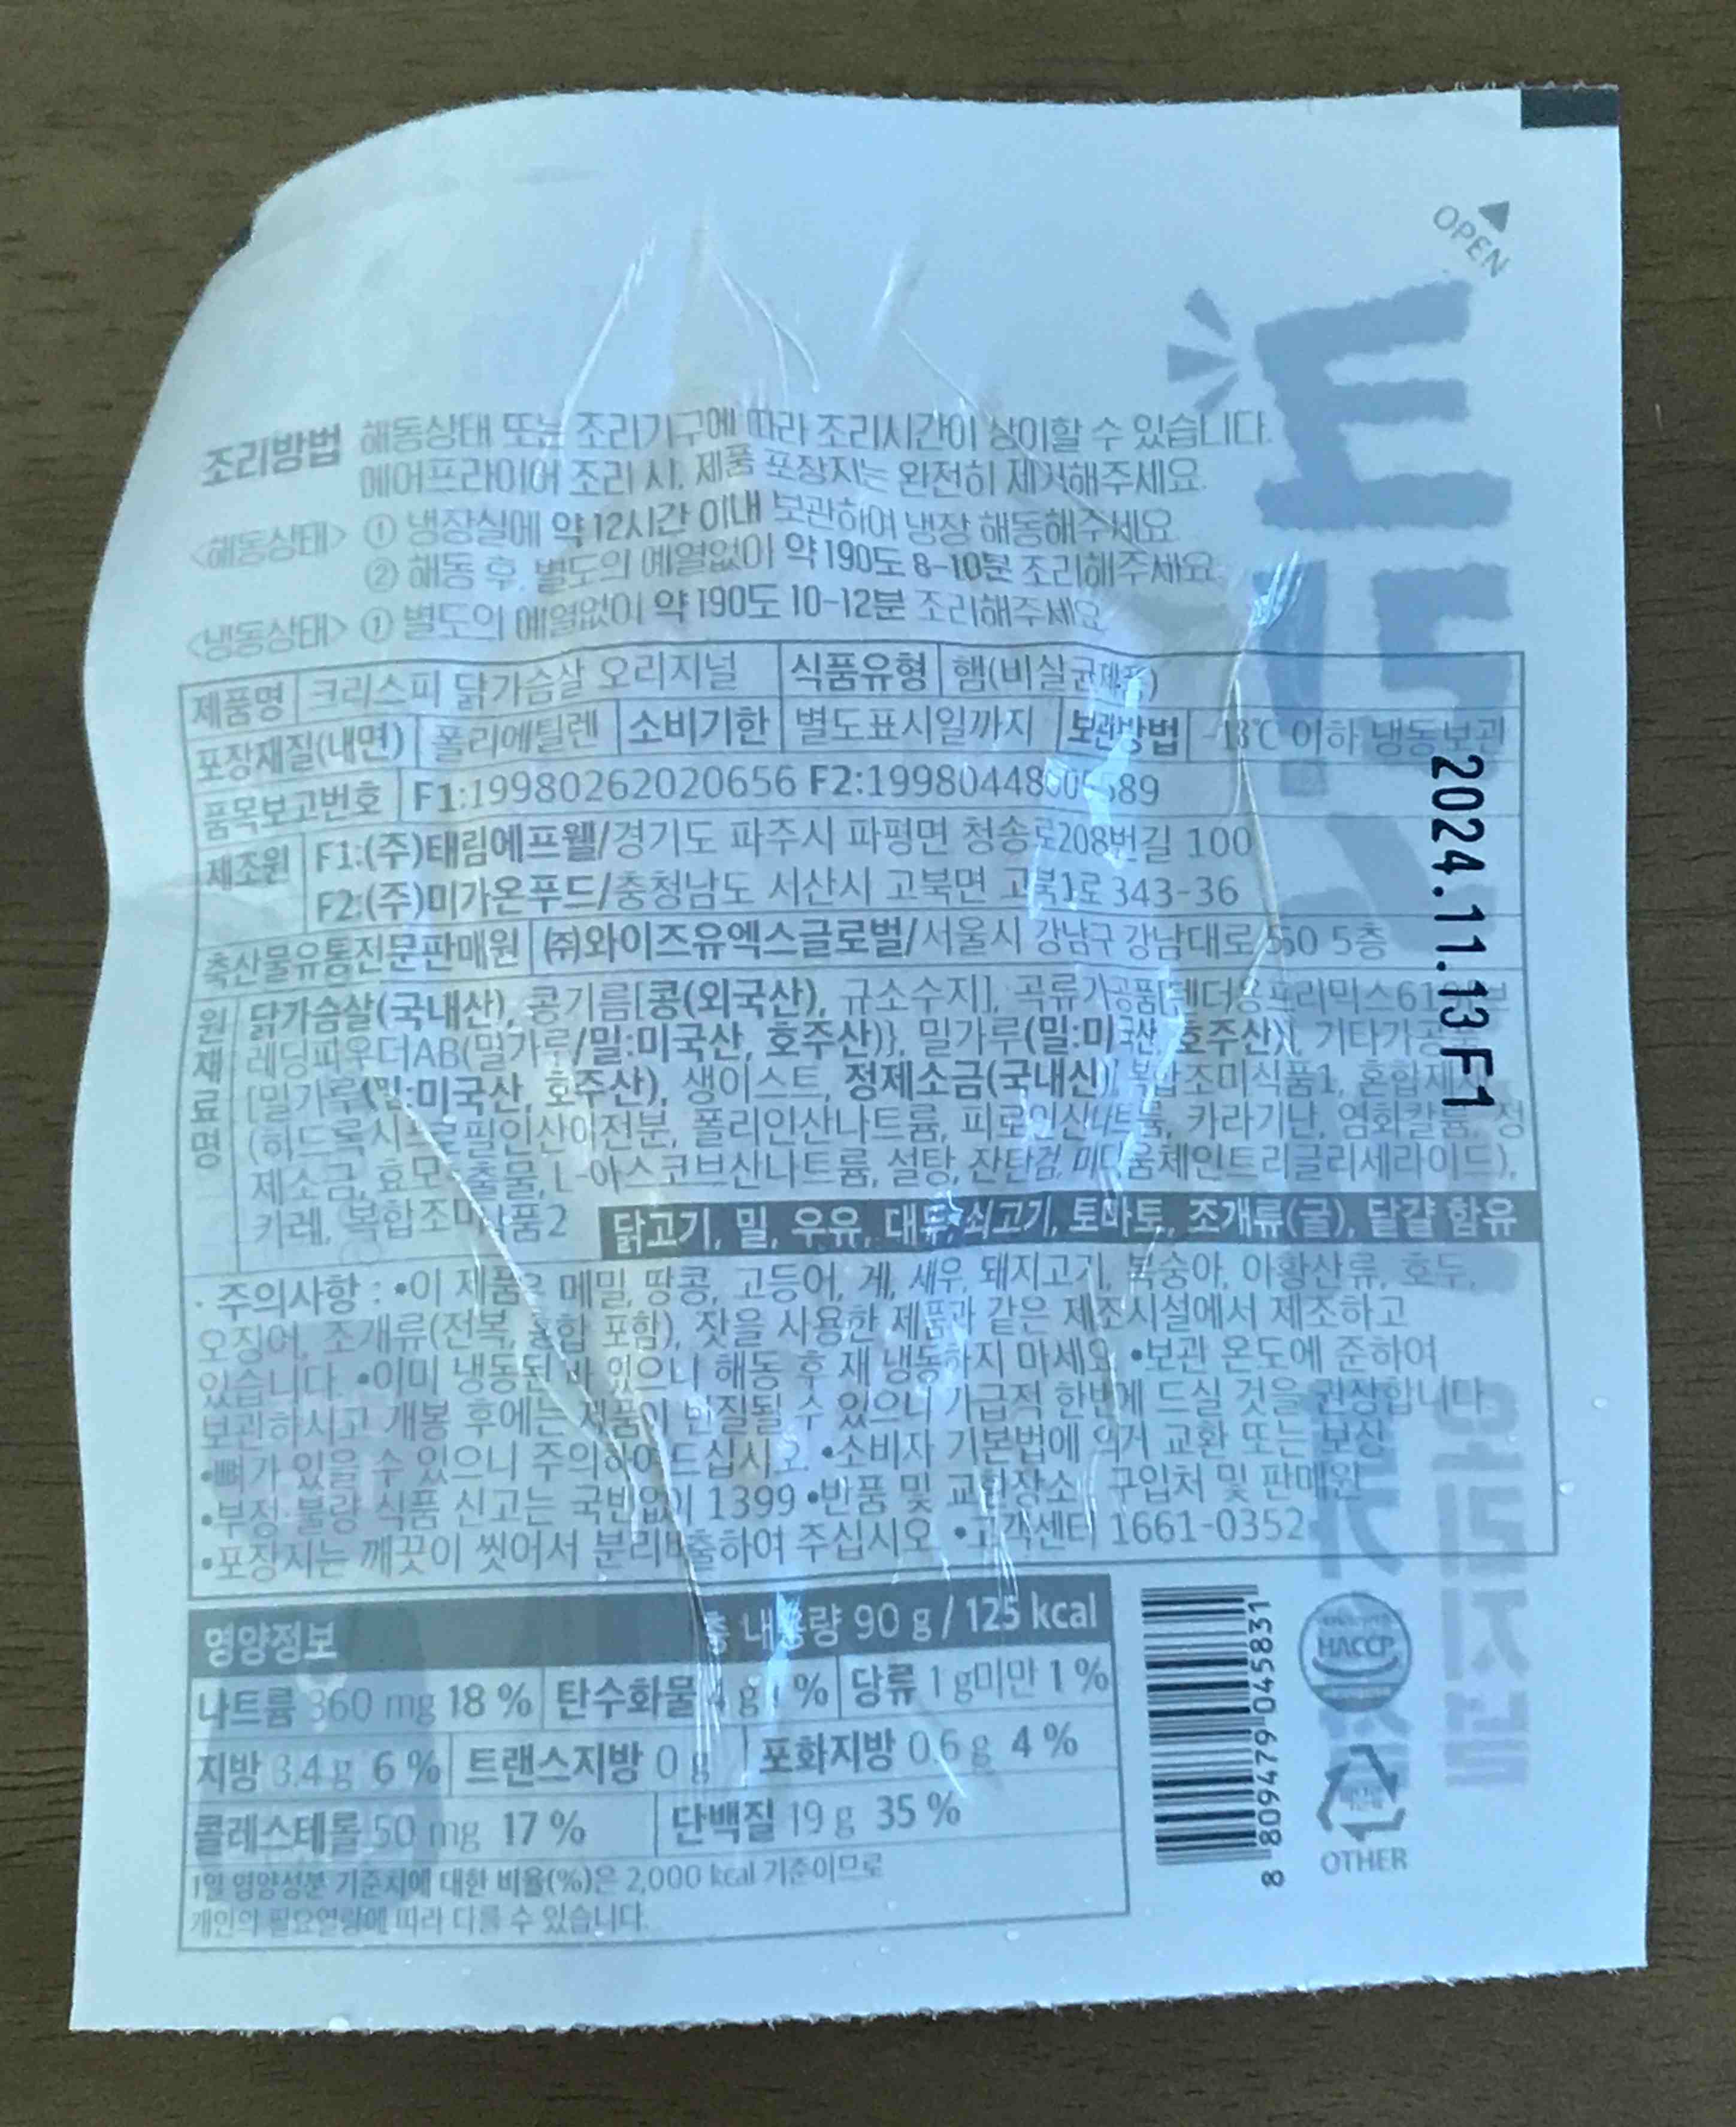 OPEN
조리방법 해동상태 또는 조리기구에 따라 조리시간이 상이할 수 있습니다.
에어프라이어 조리 시, 제품 포장지는 완전히 제거해주세요.
<해동상태> ① 냉장실에 약 12시간 이내 보관하여 냉장 해동해주세요.
② 해동 후, 별도의 예열없이 약 190도 8-10분 조리해주세요.
<냉동상태> ① 별도의 예열없이 약 190도 10-12분 조리해주세요
제품명 크리스피 닭가슴살 오리지널 식품유형 햄(비살균제품)
포장재질(내면) 폴리에틸렌 소비기한 별도표시일까지 보관방법 -18℃ 이하 냉동보관
품목보고번호 F1:19980262020656
제조원 F1:(주)태림에프웰/경기도 파주시 파평면 청송로208번길 100
F2:(주)미가온푸드/충청남도 서산시 고북면 고북1로 343-36
축산물유통전문판매원 ㈜와이즈유엑스글로벌/서울시 강남구 강남대로 5층
원재료명 닭가슴살(국내산), 콩기름[콩(외국산), 규소수지], 곡류가공품
레딩파우더AB(밀가루/밀:미국산, 호주산)}, 밀가루(밀:미국산, 호주산)], 기타가공
[밀가루(밀:미국산, 호주산), 생이스트, 정제소금(국내산)], 복합조미식품1, 혼합제
(히드록시프로필인산이전분, 폴리인산나트륨, 피로인산나트륨, 카라기난, 염화칼륨, 정
제소금, 효모추출물, L-아스코브산나트륨, 설탕, 잔탄검, 미디움체인트리글리세라이드),
카레, 복합조미식품2 닭고기, 밀, 우유, 대두, 쇠고기, 토마토, 조개류(굴), 달걀 함유
· 주의사항 : •이 제품은 메밀, 땅콩, 고등어, 게, 새우, 돼지고기, 복숭아, 아황산류, 호두,
오징어, 조개류(전복, 홍합 포함), 잣을 사용한 제품과 같은 제조시설에서 제조하고
있습니다. •이미 냉동된 바 있으니 해동 후 재 냉동하지 마세요 •보관 온도에 준하여
보관하시고 개봉 후에는 제품이 변질될 수 있으니 가급적 한번에 드실 것을 권장합니다
•뼈가 있을 수 있으니 주의하여 드십시오 •소비자 기본법에 의거 교환 또는 보상
•부정·불량 식품 신고는 국번없이 1399 •반품 및 교환장소 구입처 및 판매원
•포장지는 깨끗이 씻어서 분리배출하여 주십시오 •고객센터 1661-0352
2024.11.13 F1
영양정보 총 내용량 90 g / 125 kcal
나트륨 360 mg 18 % 탄수화물 당류 1 g미만 1 %
지방 3.4 g 6 % 트랜스지방 0 g 포화지방 0.6 g 4 %
콜레스테롤 50 mg 17 % 단백질 19 g 35 %
1일 영양성분 기준치에 대한 비율(%)은 2,000 kcal 기준이므로
개인의 필요열량에 따라 다를 수 있습니다.
8 809479 045831
HACCP
OTHER